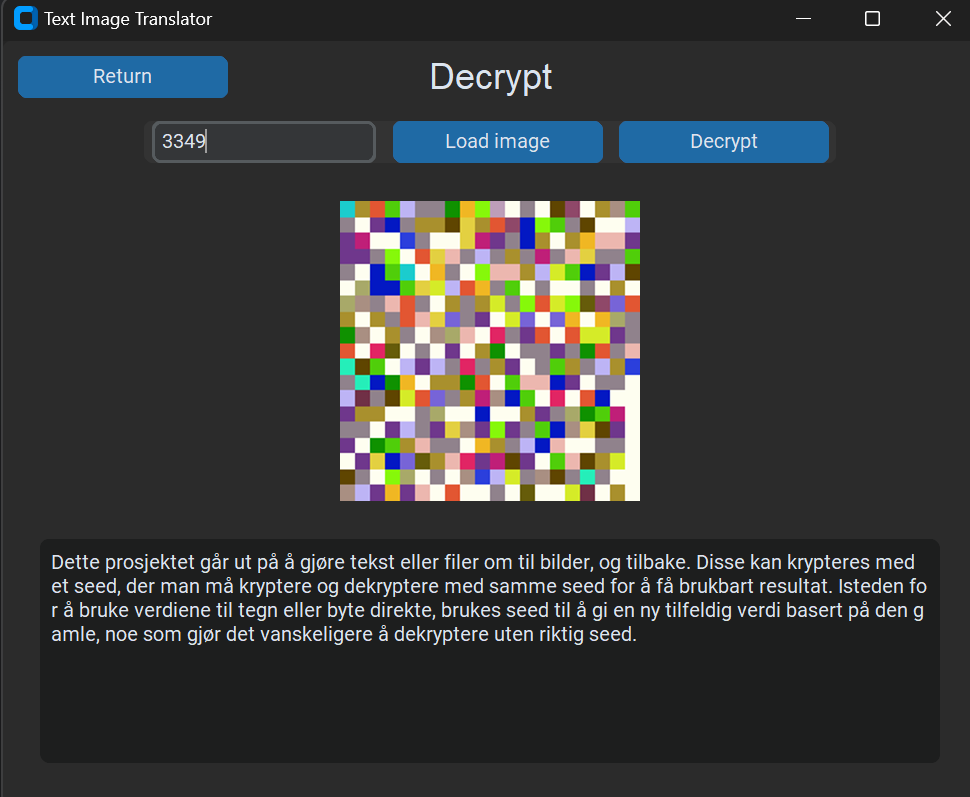 Text Image Translator
Return
Decrypt
3349
Load image
Decrypt
Dette prosjektet går ut på å gjøre tekst eller filer om til bilder, og tilbake. Disse kan krypteres med
et seed, der man må kryptere og dekryptere med samme seed for å få brukbart resultat. Isteden fo
r å bruke verdiene til tegn eller byte direkte, brukes seed til å gi en ny tilfeldig verdi basert på den g
amle, noe som gjør det vanskeligere å dekryptere uten riktig seed.